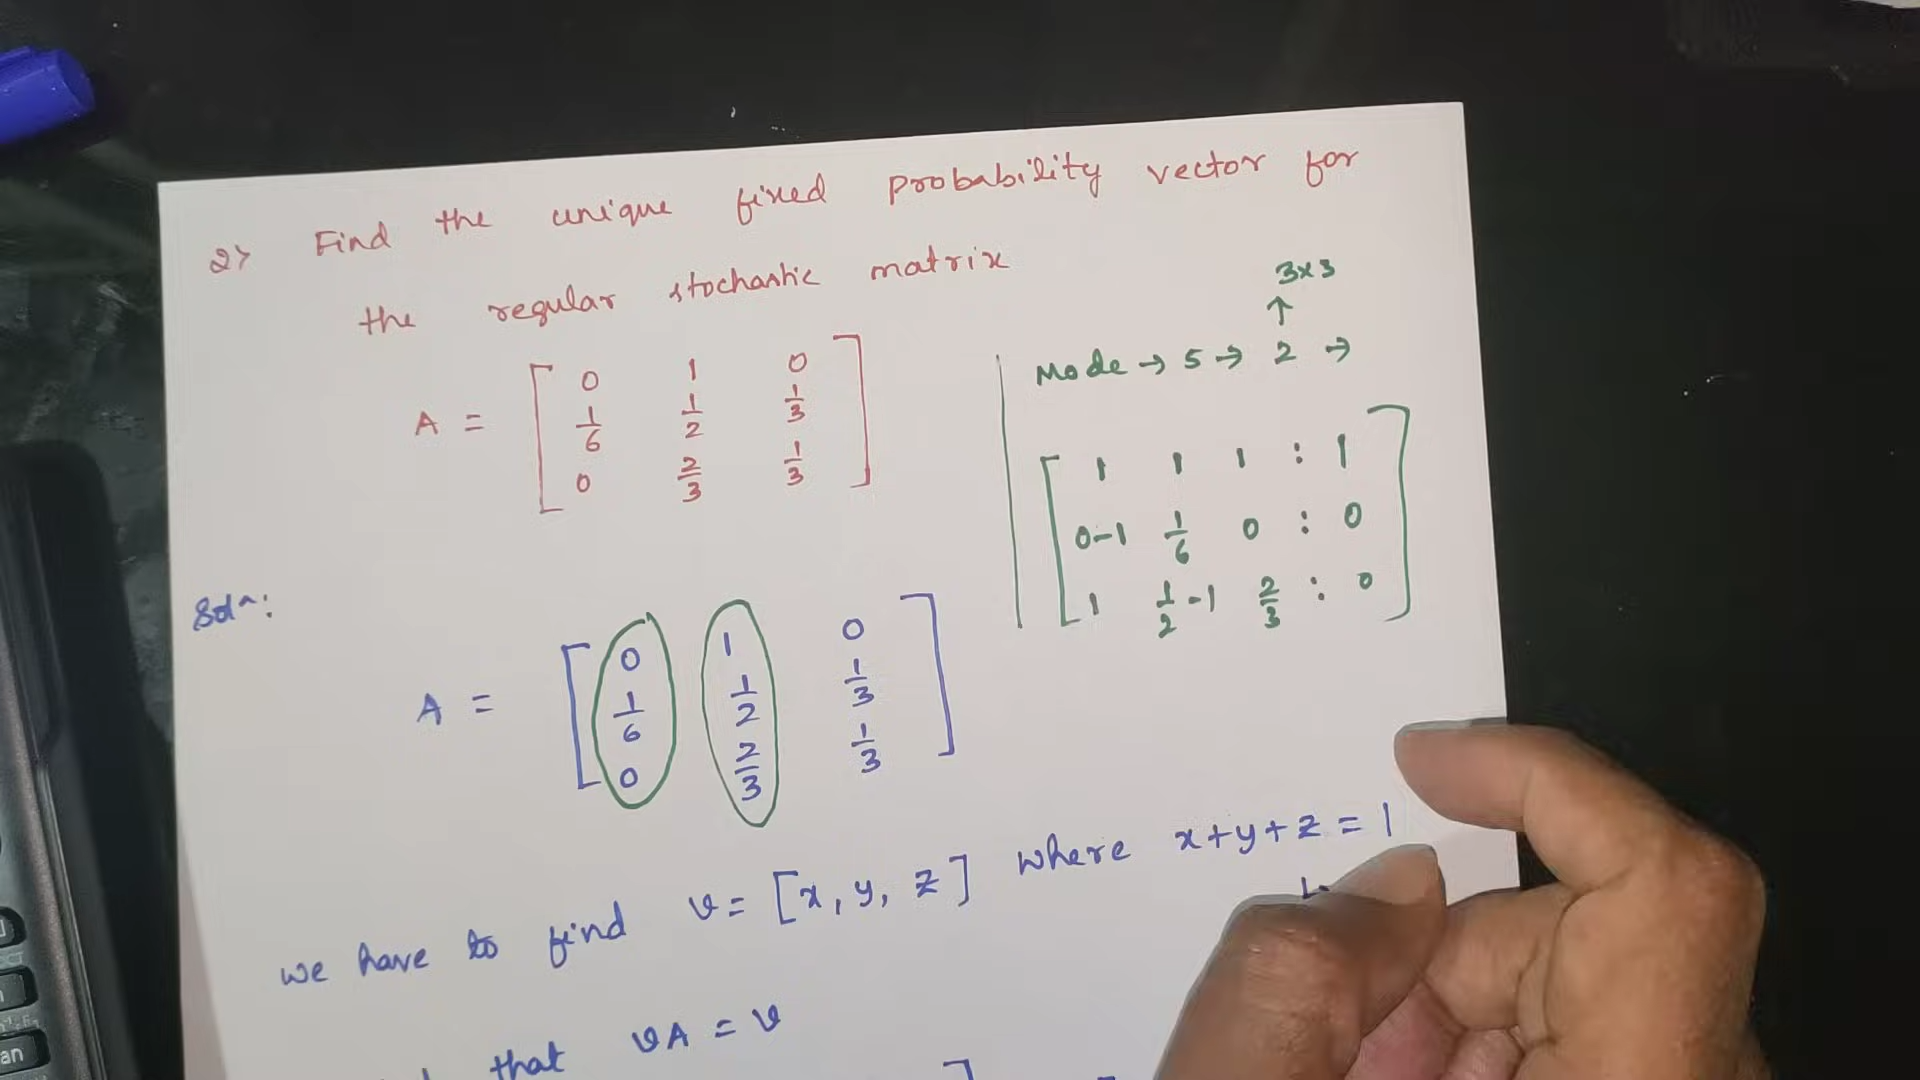 2> Find the unique fixed probability vector for
the regular stochastic matrix
A = [ 0 1 0
1/6 1/2 1/3
0 2/3 1/3 ]
3x3
↑
Mode → 5 → 2 →
[ 1 1 1 : 1
0-1 1/6 0 : 0
1 1/2-1 2/3 : 0 ]
Solⁿ:
A = [ 0 1 0
1/6 1/2 1/3
0 2/3 1/3 ]
we have to find v = [x, y, z] where x+y+z = 1
that vA = v